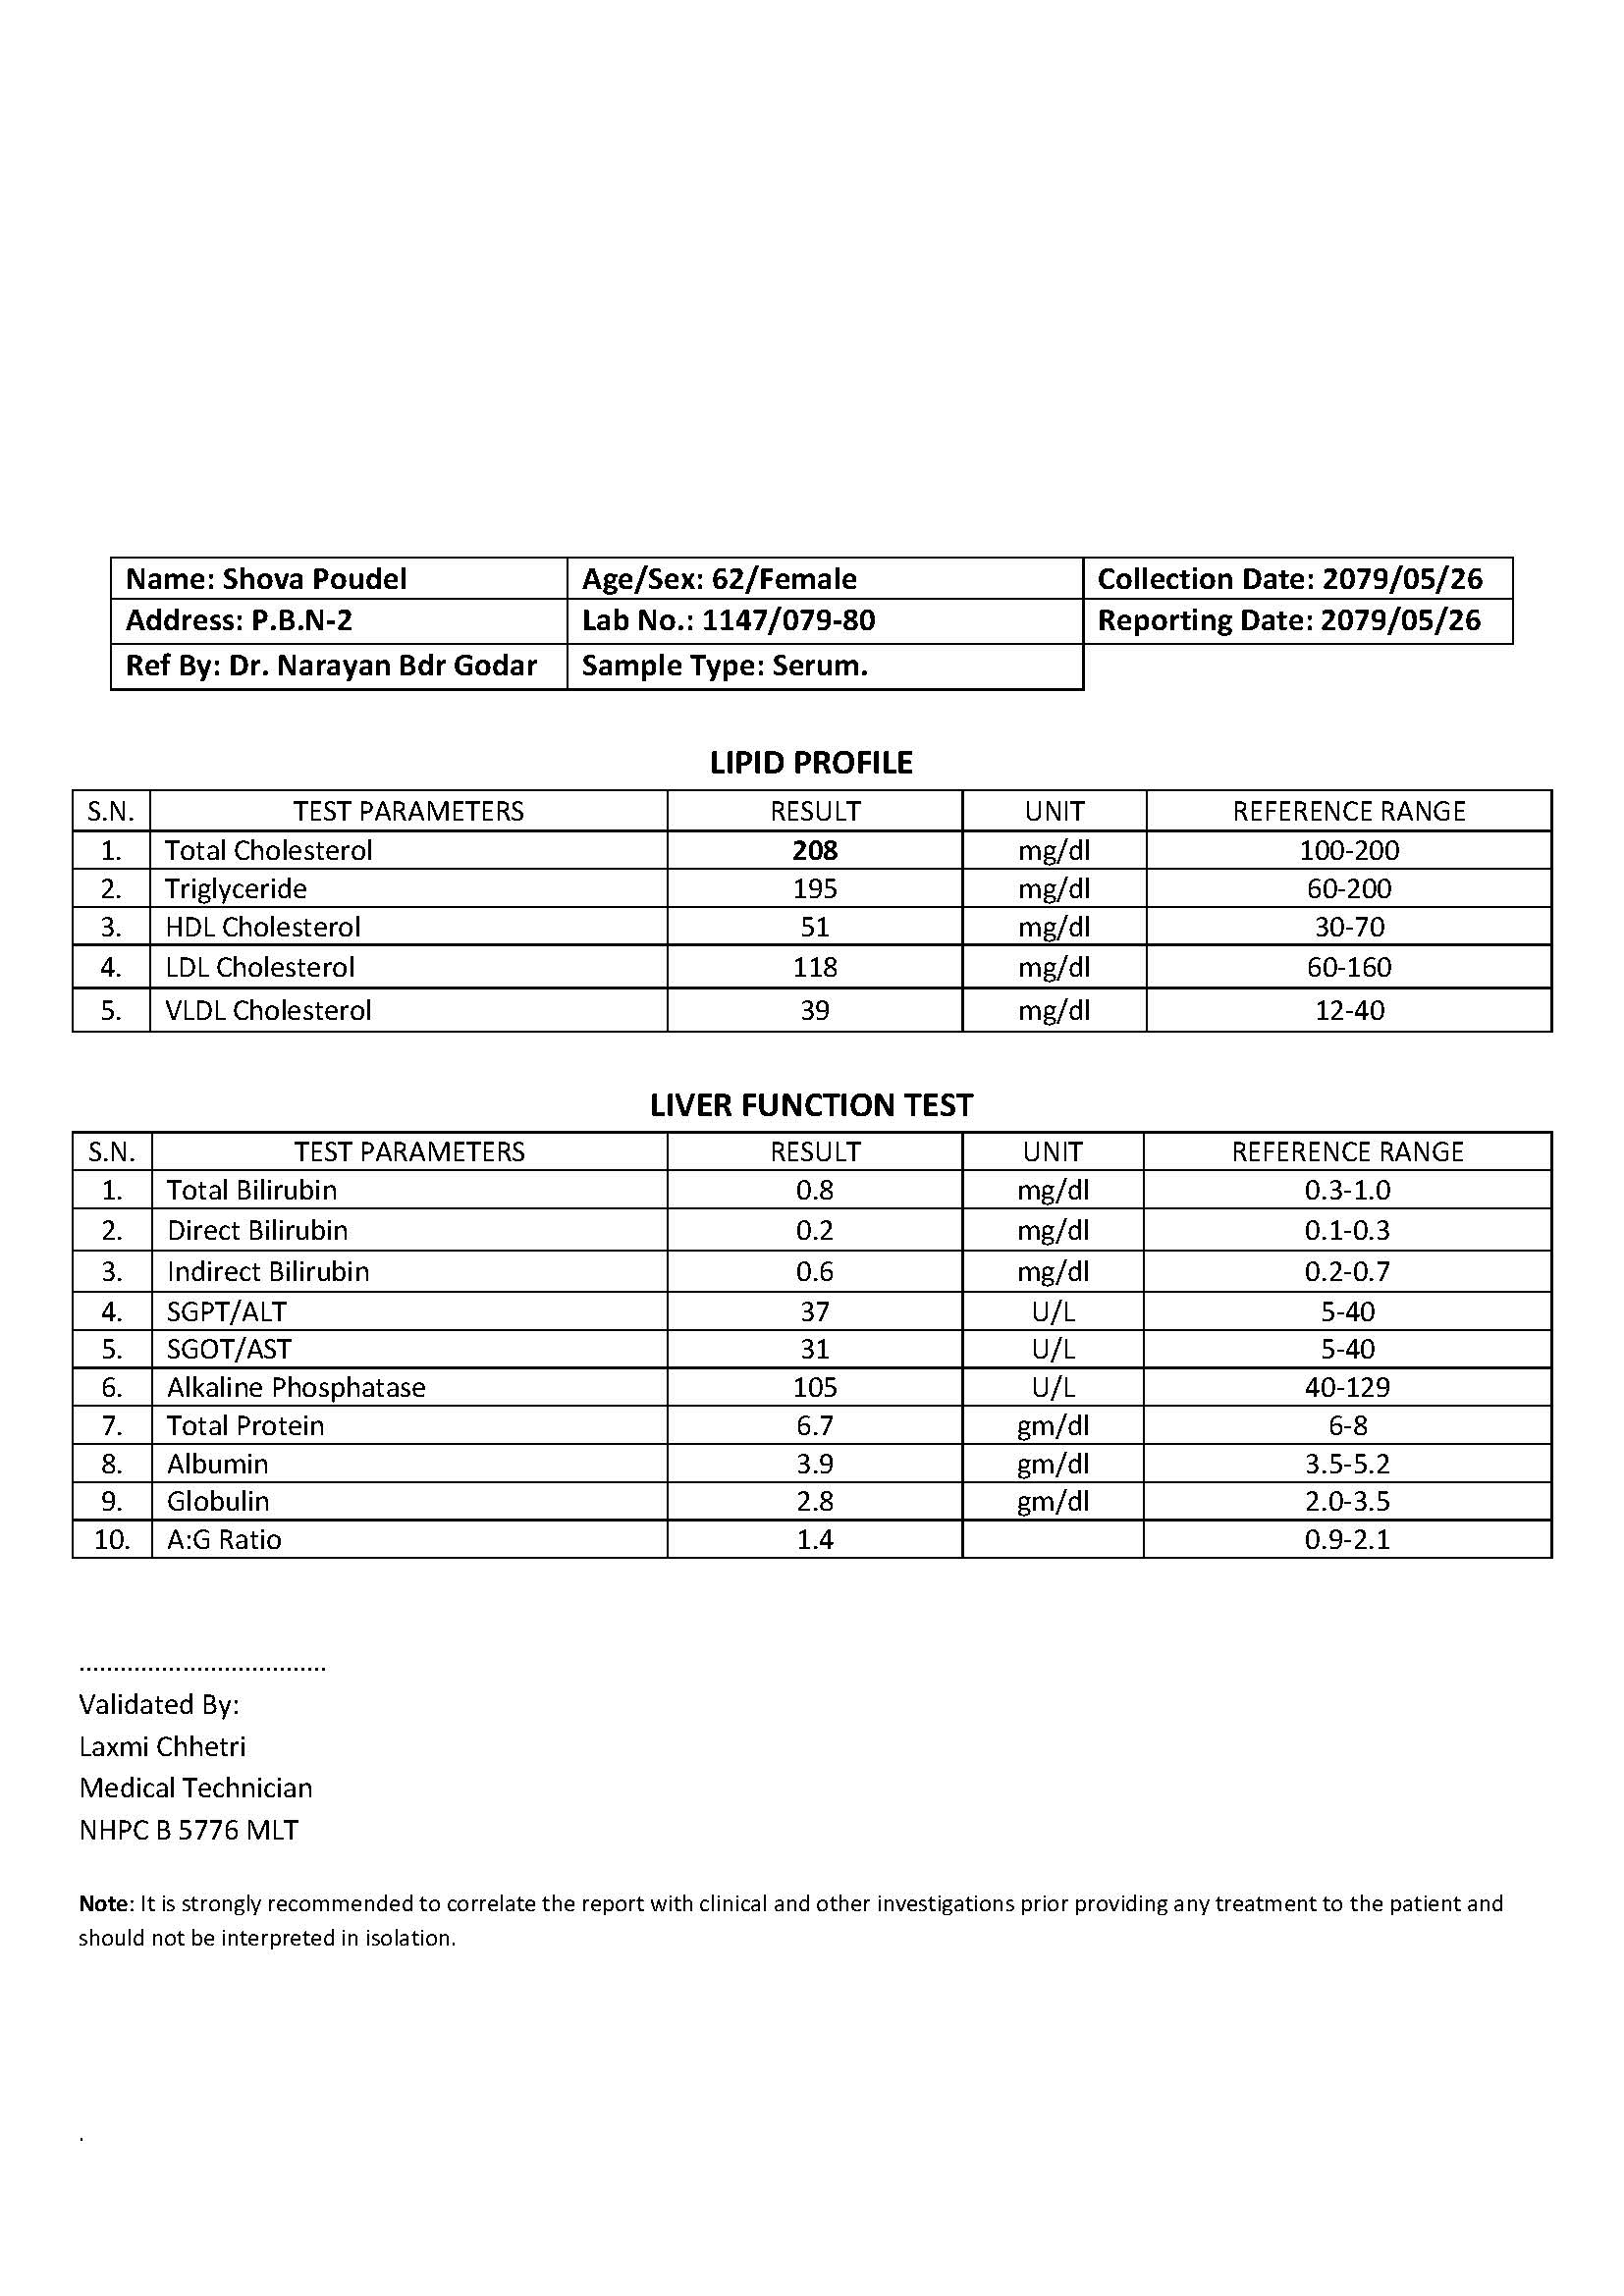 Name: Shova Poudel Age/Sex: 62/Female Collection Date: 2079/05/26
Address: P.B.N-2 Lab No.: 1147/079-80 Reporting Date: 2079/05/26
Ref By: Dr. Narayan Bdr Godar Sample Type: Serum.
LIPID PROFILE
S.N. TEST PARAMETERS RESULT UNIT REFERENCE RANGE
1. Total Cholesterol 208 mg/dl 100-200
2. Triglyceride 195 mg/dl 60-200
3. HDL Cholesterol 51 mg/dl 30-70
4. LDL Cholesterol 118 mg/dl 60-160
5. VLDL Cholesterol 39 mg/dl 12-40
LIVER FUNCTION TEST
S.N. TEST PARAMETERS RESULT UNIT REFERENCE RANGE
1. Total Bilirubin 0.8 mg/dl 0.3-1.0
2. Direct Bilirubin 0.2 mg/dl 0.1-0.3
3. Indirect Bilirubin 0.6 mg/dl 0.2-0.7
4. SGPT/ALT 37 U/L 5-40
5. SGOT/AST 31 U/L 5-40
6. Alkaline Phosphatase 105 U/L 40-129
7. Total Protein 6.7 gm/dl 6-8
8. Albumin 3.9 gm/dl 3.5-5.2
9. Globulin 2.8 gm/dl 2.0-3.5
10. A:G Ratio 1.4 0.9-2.1
....................................
Validated By:
Laxmi Chhetri
Medical Technician
NHPC B 5776 MLT
Note: It is strongly recommended to correlate the report with clinical and other investigations prior providing any treatment to the patient and
should not be interpreted in isolation.
.